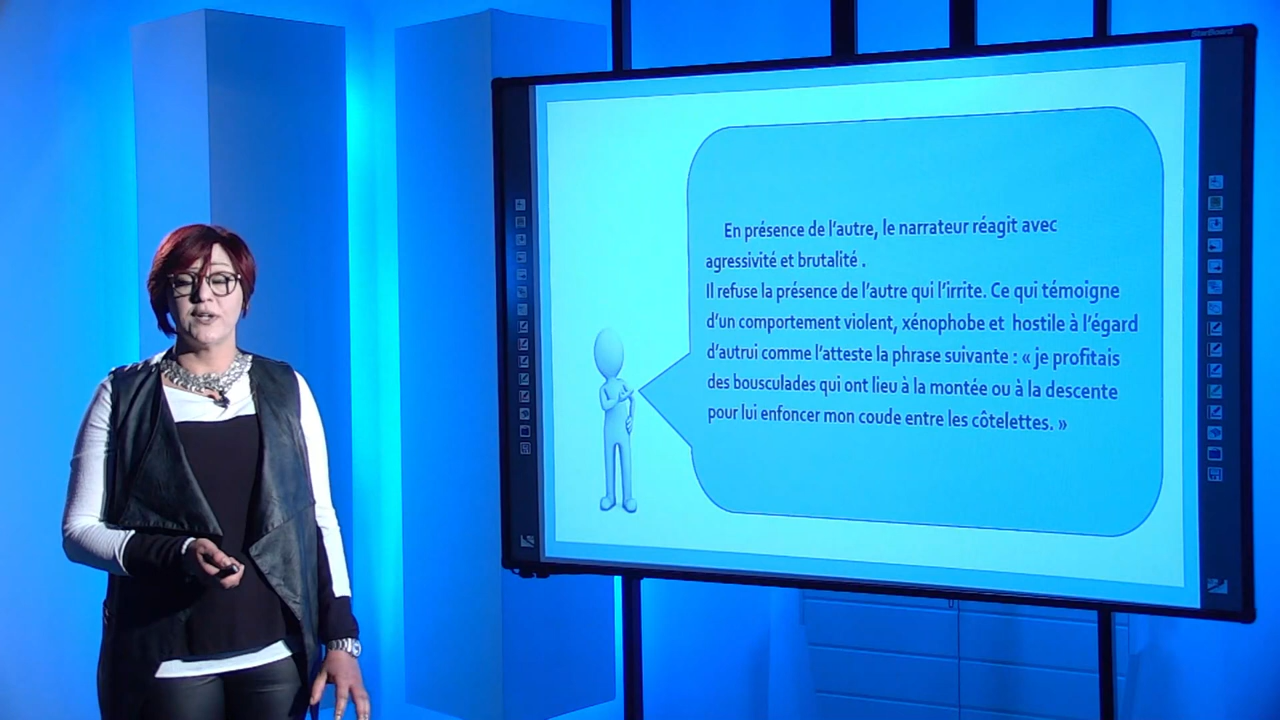 StarBoard
En présence de l’autre, le narrateur réagit avec
agressivité et brutalité .
Il refuse la présence de l’autre qui l’irrite. Ce qui témoigne
d’un comportement violent, xénophobe et hostile à l’égard
d’autrui comme l’atteste la phrase suivante : « je profitais
des bousculades qui ont lieu à la montée ou à la descente
pour lui enfoncer mon coude entre les côtelettes. »